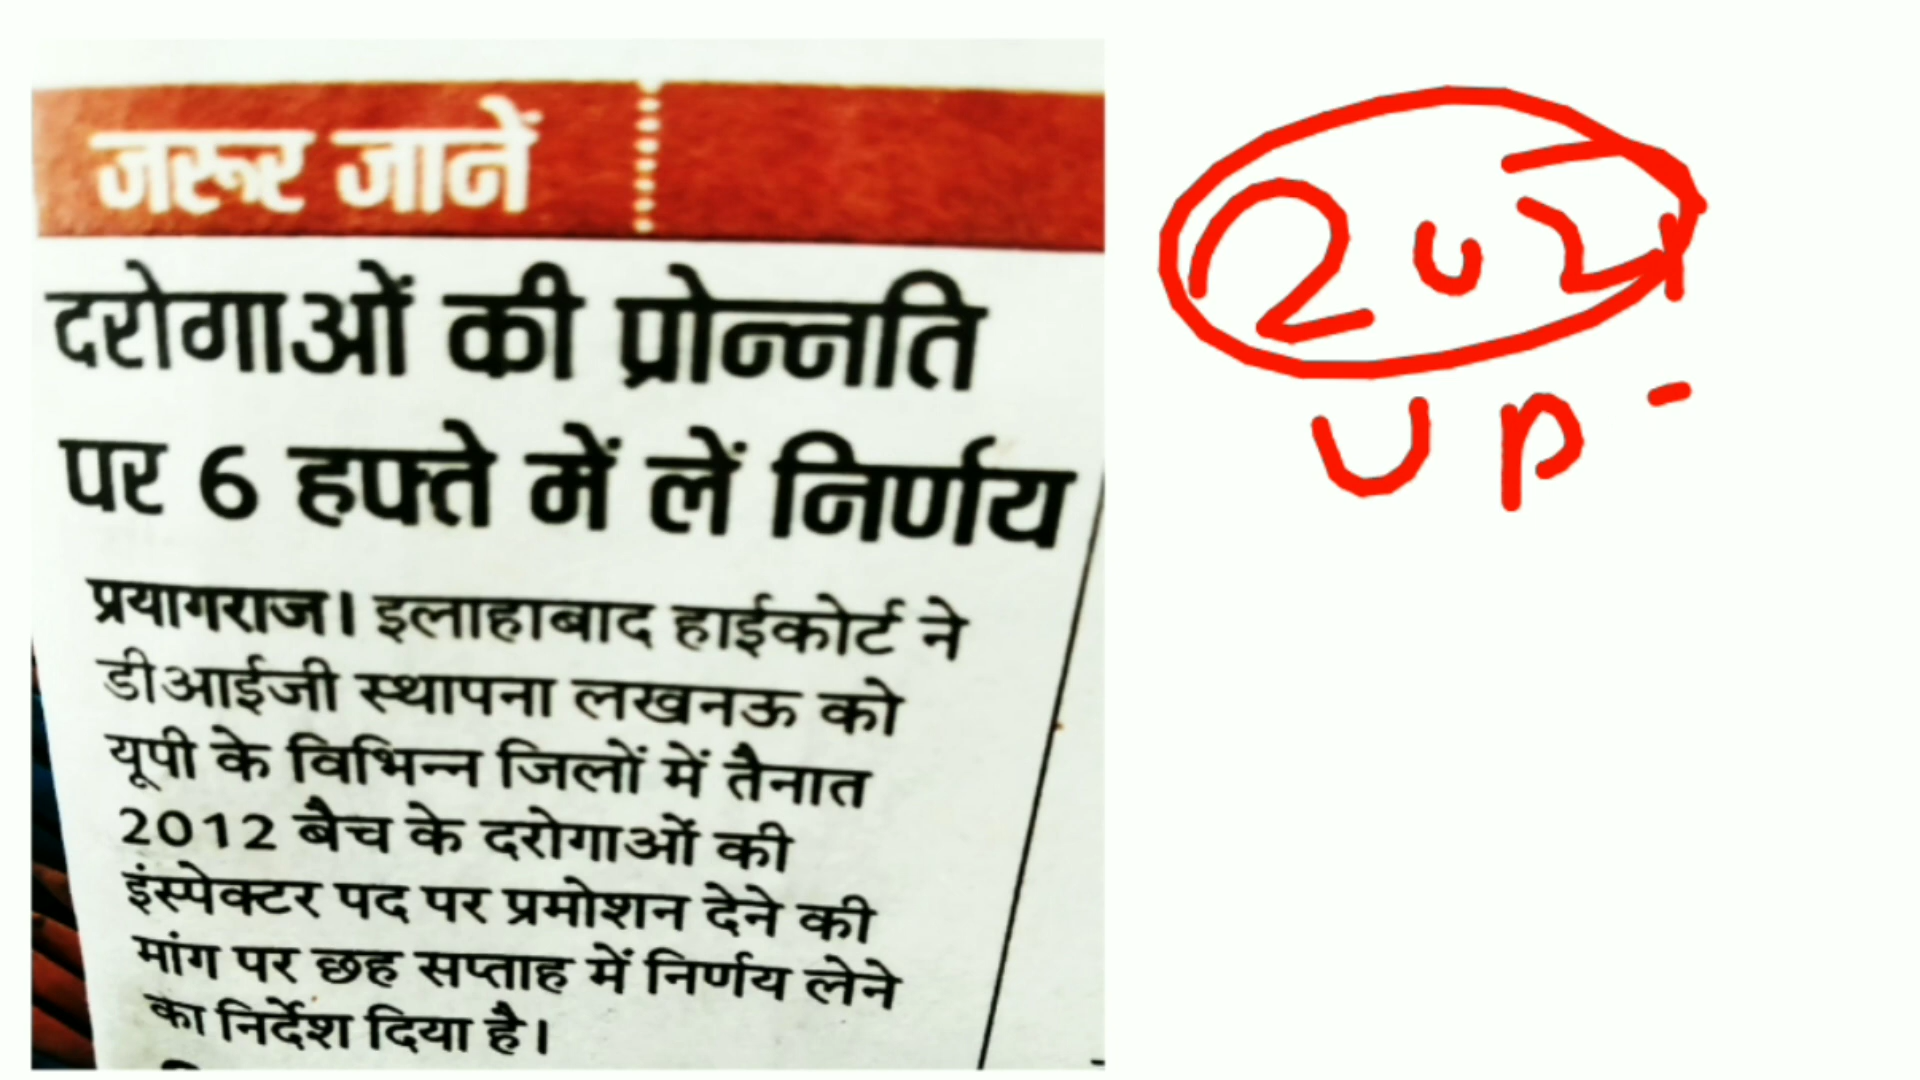 जरूर जानें
दरोगाओं की प्रोन्नति
पर 6 हफ्ते में लें निर्णय
प्रयागराज। इलाहाबाद हाईकोर्ट ने
डीआईजी स्थापना लखनऊ को
यूपी के विभिन्न जिलों में तैनात
2012 बैच के दरोगाओं की
इंस्पेक्टर पद पर प्रमोशन देने की
मांग पर छह सप्ताह में निर्णय लेने
का निर्देश दिया है।
UP